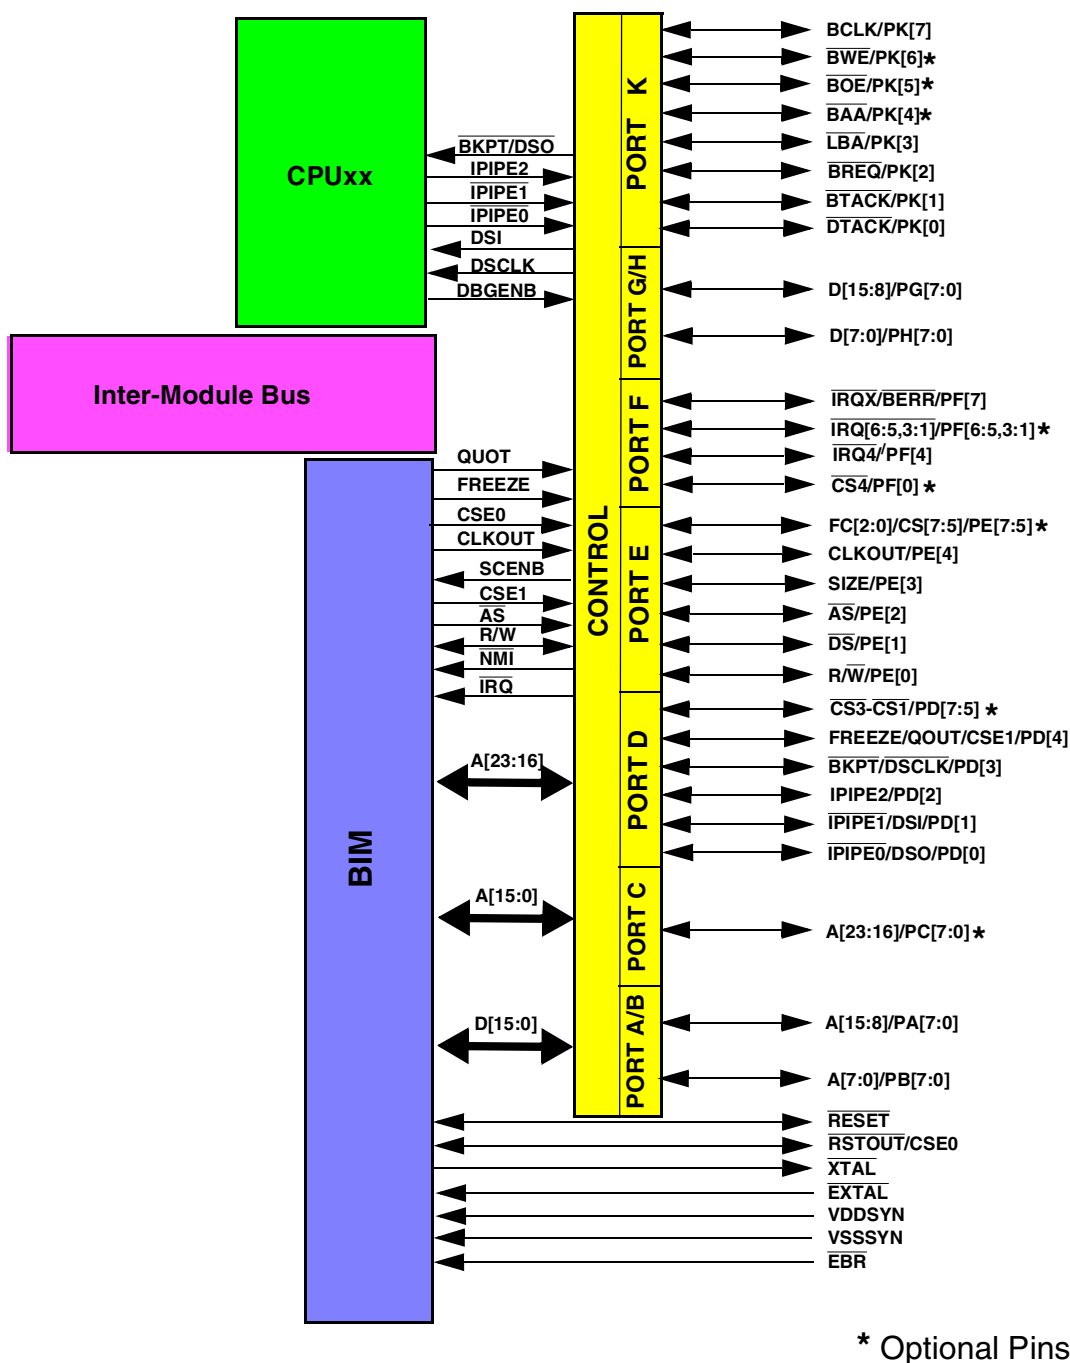 CPUxx
BKPT/DSO
IPIPE2
IPIPE1
IPIPE0
DSI
DSCLK
DBGENB
Inter-Module Bus
BIM
QUOT
FREEZE
CSE0
CLKOUT
SCENB
CSE1
AS
R/W
NMI
IRQ
A[23:16]
A[15:0]
D[15:0]
CONTROL
PORT K
PORT G/H
PORT F
PORT E
PORT D
PORT C
PORT A/B
BCLK/PK[7]
BWE/PK[6]*
BOE/PK[5]*
BAA/PK[4]*
LBA/PK[3]
BREQ/PK[2]
BTACK/PK[1]
DTACK/PK[0]
D[15:8]/PG[7:0]
D[7:0]/PH[7:0]
IRQX/BERR/PF[7]
IRQ[6:5,3:1]/PF[6:5,3:1]*
IRQ4/PF[4]
CS4/PF[0]*
FC[2:0]/CS[7:5]/PE[7:5]*
CLKOUT/PE[4]
SIZE/PE[3]
AS/PE[2]
DS/PE[1]
R/W/PE[0]
CS3-CS1/PD[7:5]*
FREEZE/QOUT/CSE1/PD[4]
BKPT/DSCLK/PD[3]
IPIPE2/PD[2]
IPIPE1/DSI/PD[1]
IPIPE0/DSO/PD[0]
A[23:16]/PC[7:0]*
A[15:8]/PA[7:0]
A[7:0]/PB[7:0]
RESET
RSTOUT/CSE0
XTAL
EXTAL
VDDSYN
VSSSYN
EBR
* Optional Pins